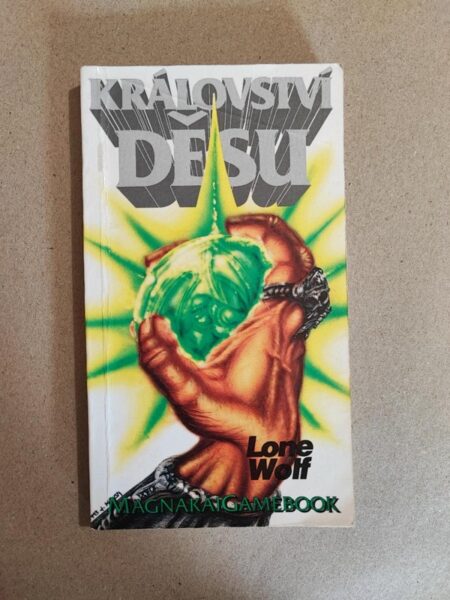 KRÁLOVSTVÍ
DĚSU
Lone
Wolf
MAGNAKAI GAMEBOOK